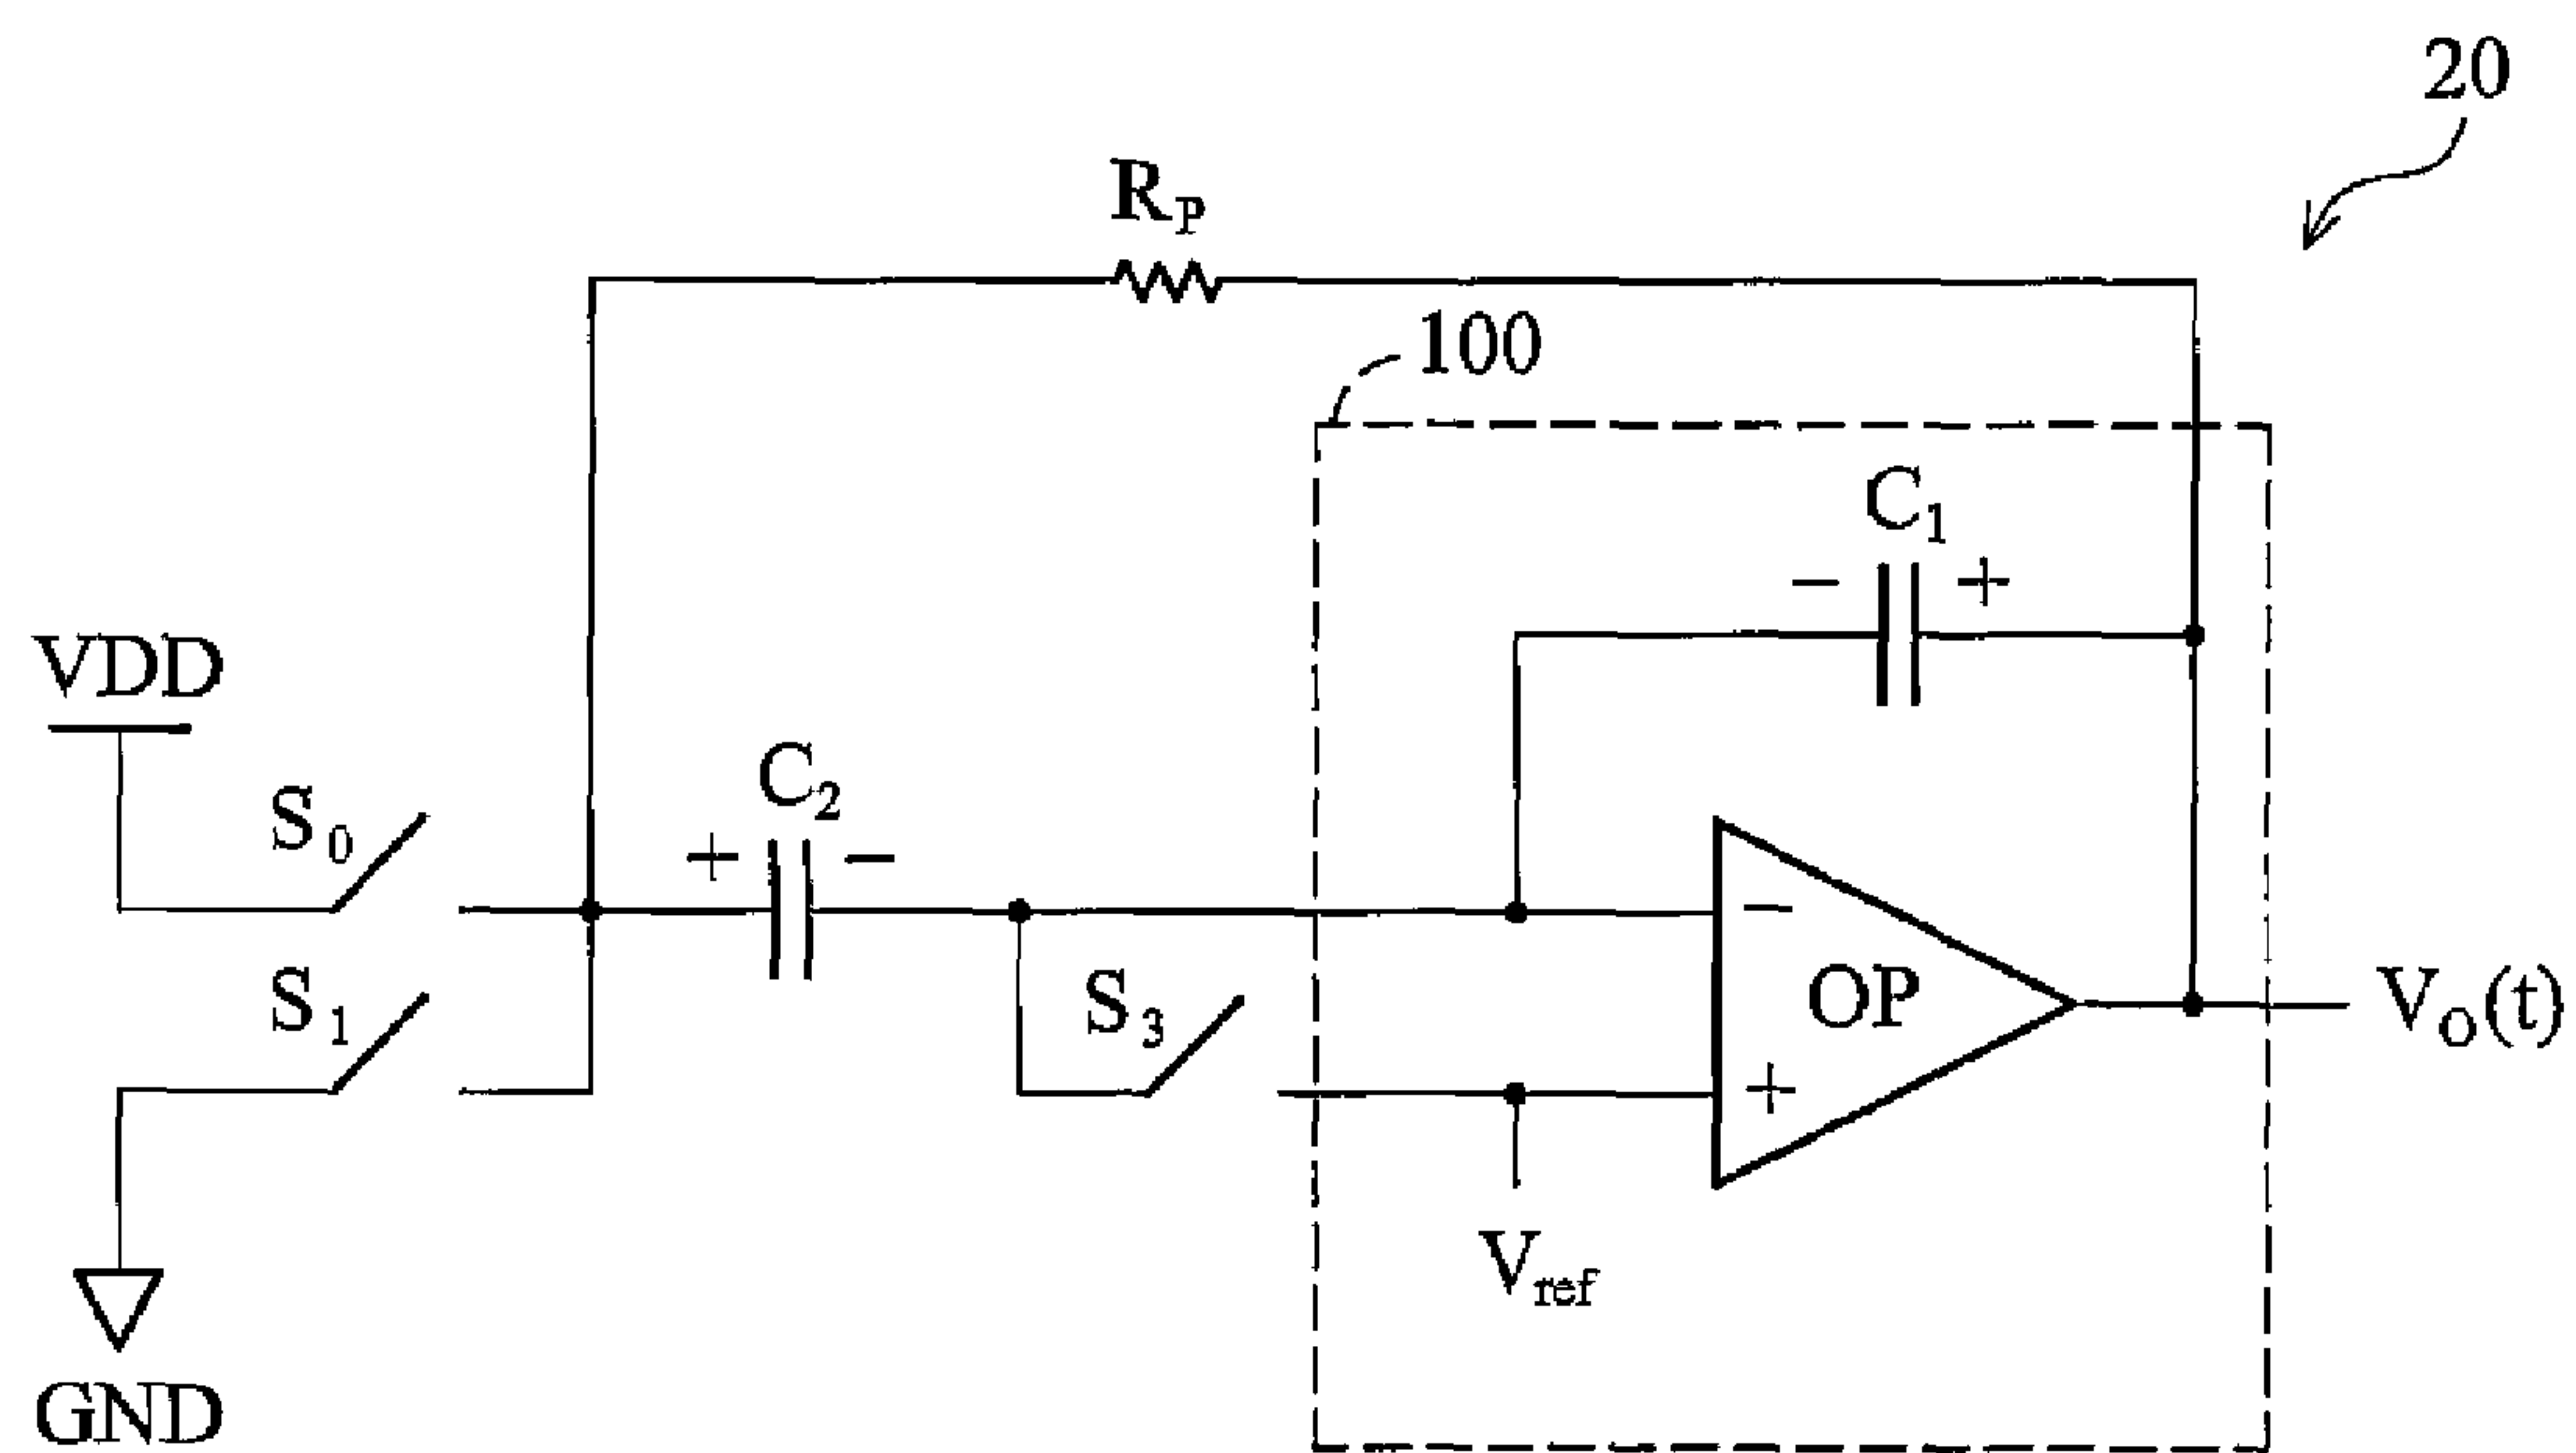 20
R_P
100
C_1
− +
VDD
C_2
S_0
+ −
−
S_1
S_3
OP
V_O(t)
+
V_ref
GND